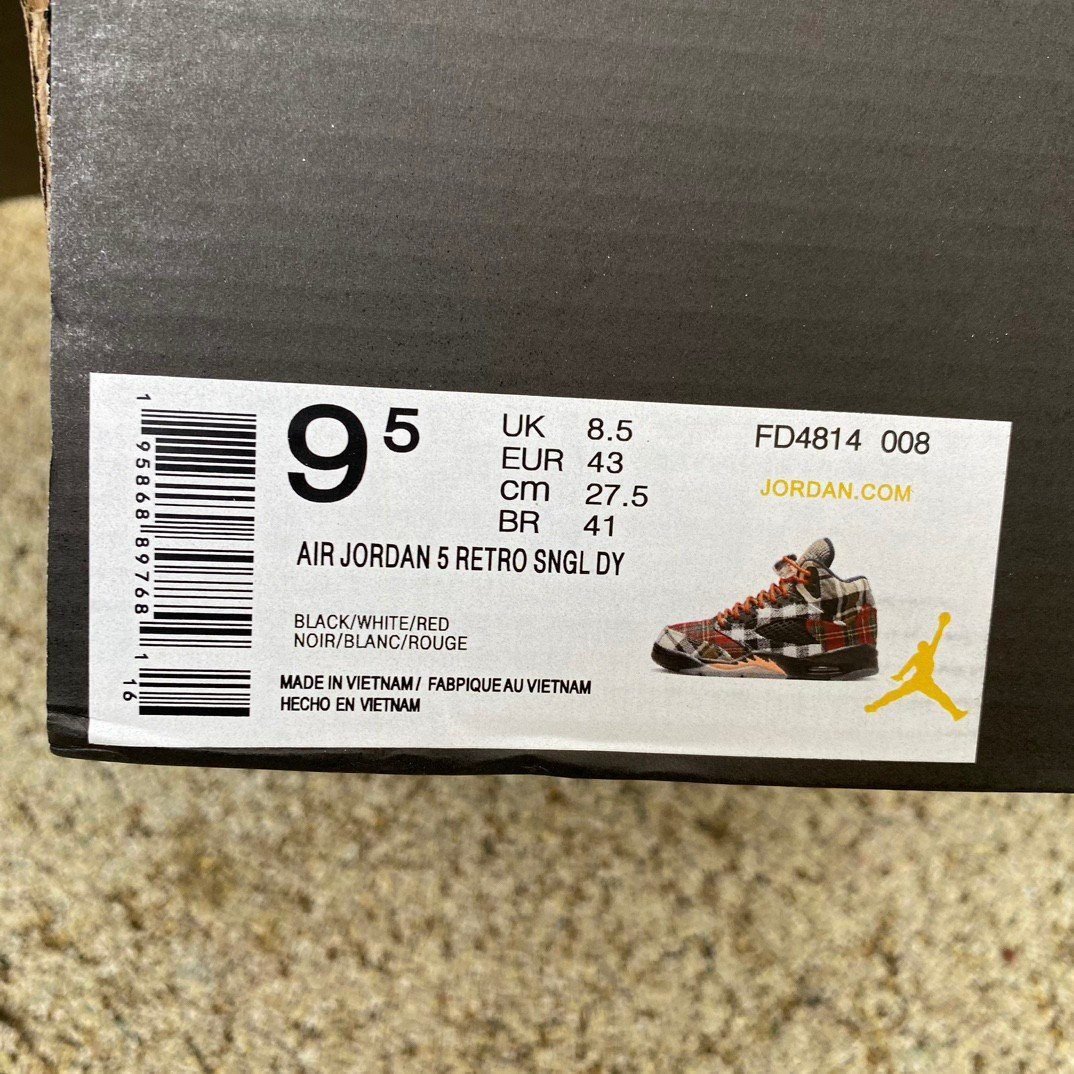 1 95868 89768 1 16
9 5
UK 8.5
EUR 43
cm 27.5
BR 41
FD4814 008
JORDAN.COM
AIR JORDAN 5 RETRO SNGL DY
BLACK/WHITE/RED
NOIR/BLANC/ROUGE
MADE IN VIETNAM / FABPIQUE AU VIETNAM
HECHO EN VIETNAM